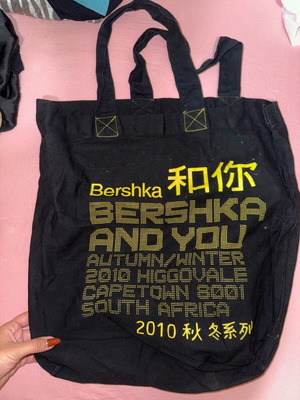 Bershka 和你
BERSHKA
AND YOU
AUTUMN/WINTER
2010 HIGGOVALE
CAPETOWN 8001
SOUTH AFRICA
2010 秋冬系列